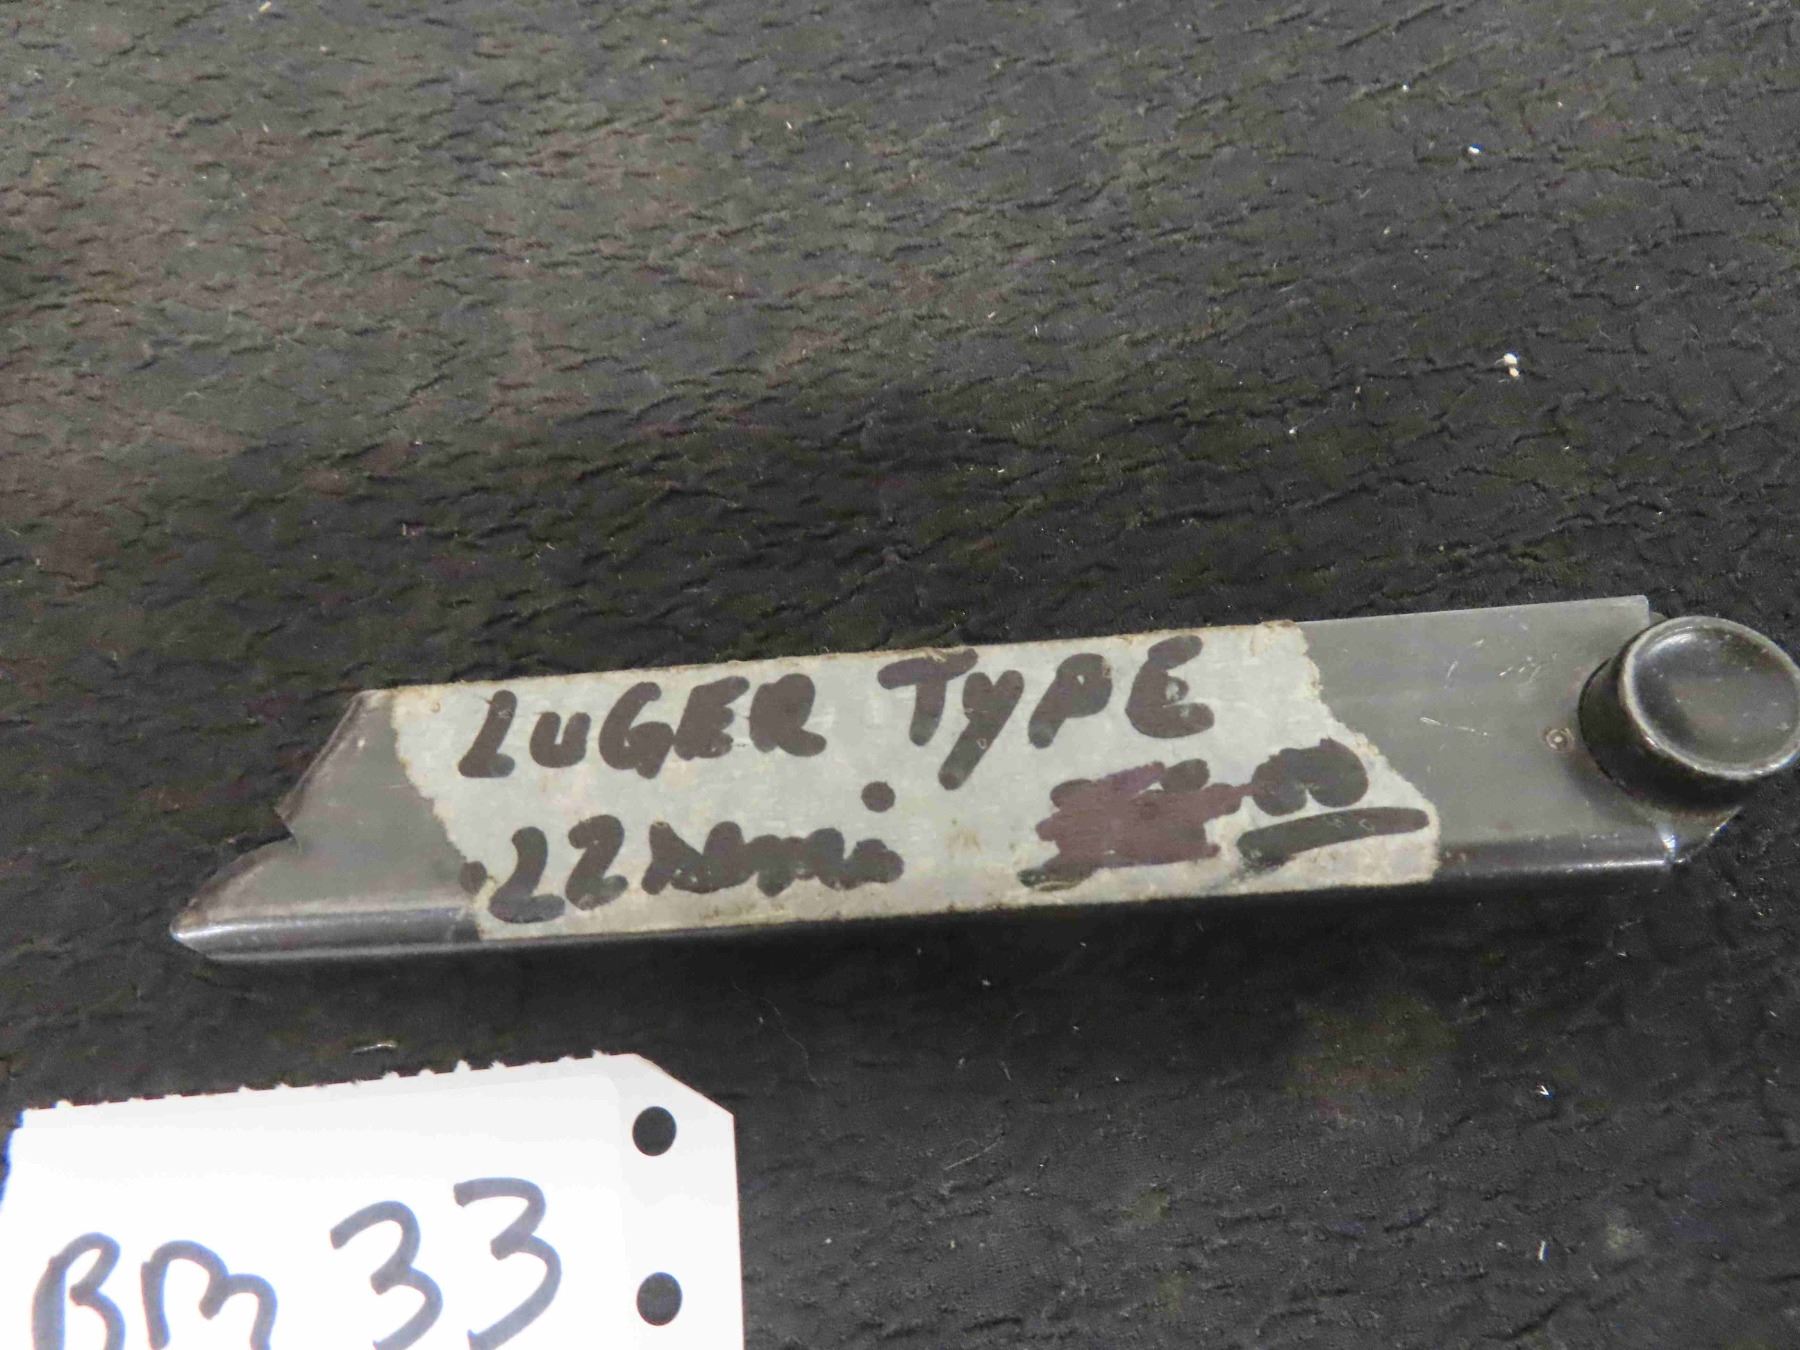 LUGER TYPE
.22
BM 33